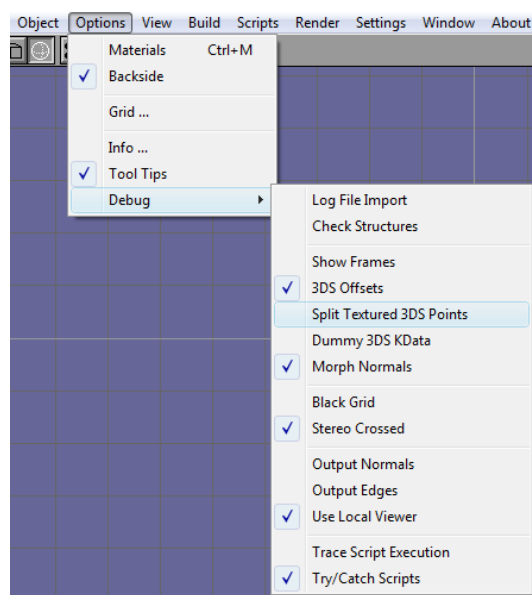 Object Options View Build Scripts Render Settings Window About
Materials Ctrl+M
Backside
Grid ...
Info ...
Tool Tips
Debug
Log File Import
Check Structures
Show Frames
3DS Offsets
Split Textured 3DS Points
Dummy 3DS KData
Morph Normals
Black Grid
Stereo Crossed
Output Normals
Output Edges
Use Local Viewer
Trace Script Execution
Try/Catch Scripts